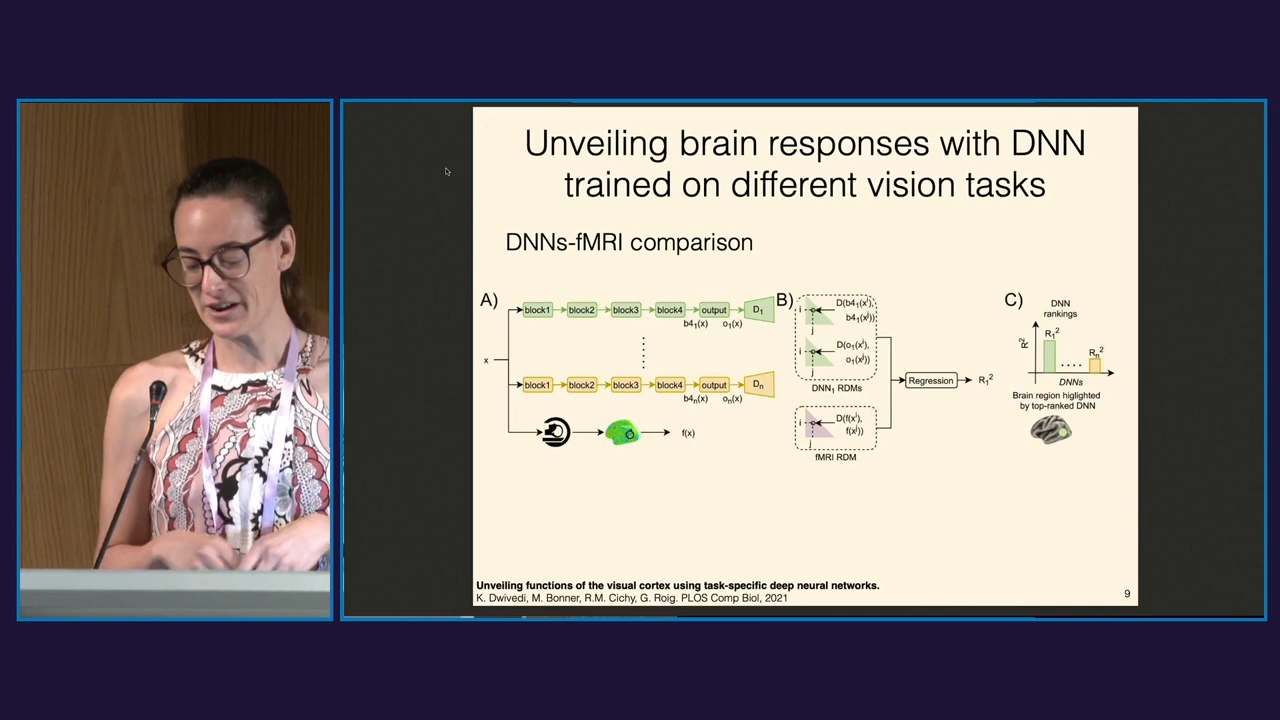 Unveiling brain responses with DNN
trained on different vision tasks
DNNs-fMRI comparison
A)
block1 block2 block3 block4 output D1
b41(x) o1(x)
x
block1 block2 block3 block4 output Dn
b4n(x) on(x)
f(x)
B)
i D(b41(xi),
b41(xj))
j
i D(o1(xi),
o1(xj))
j
DNN1 RDMs
i D(f(xi),
f(xj))
j
fMRI RDM
Regression R12
C)
DNN
rankings
R2
R12
Rn2
DNNs
Brain region higlighted
by top-ranked DNN
Unveiling functions of the visual cortex using task-specific deep neural networks.
K. Dwivedi, M. Bonner, R.M. Cichy, G. Roig. PLOS Comp Biol, 2021
9